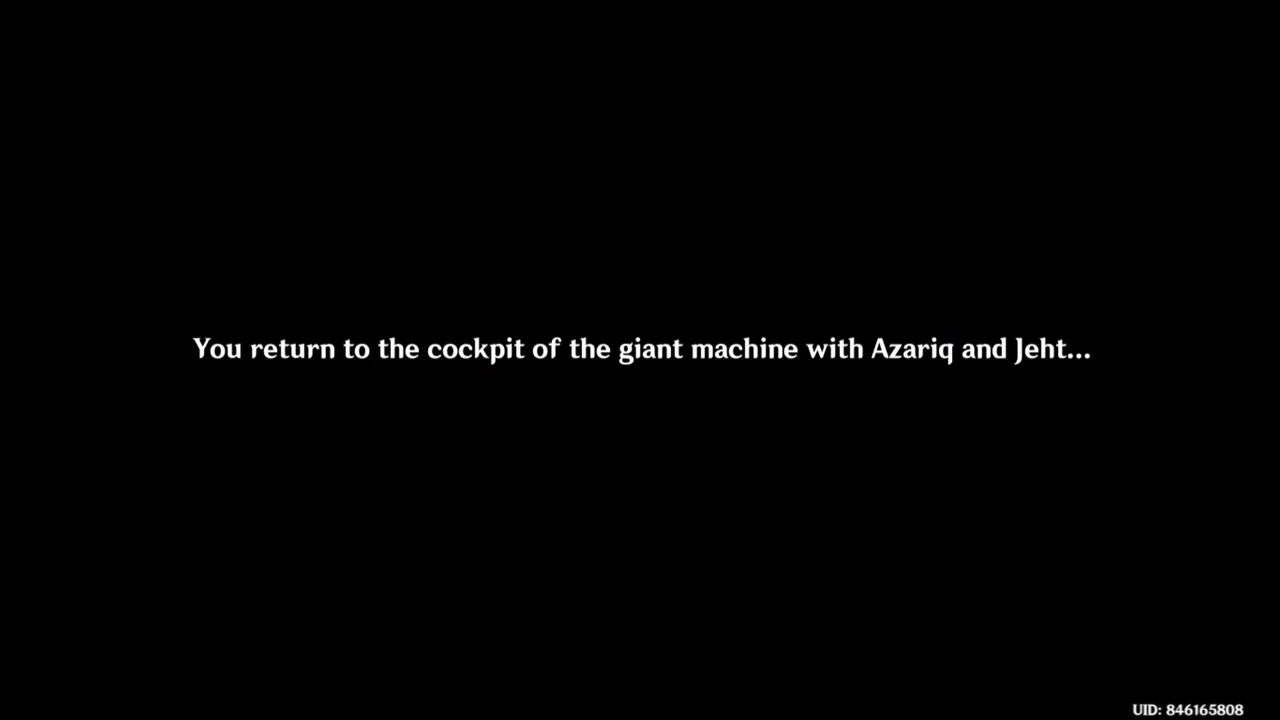 You return to the cockpit of the giant machine with Azariq and Jeht...
UID: 846165808